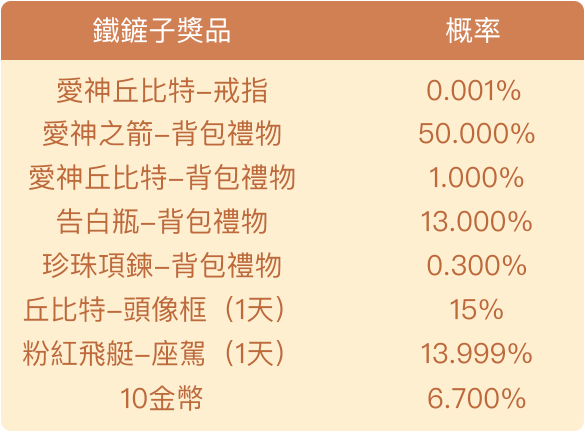 鐵鏟子獎品 概率
愛神丘比特–戒指 0.001%
愛神之箭–背包禮物 50.000%
愛神丘比特–背包禮物 1.000%
告白瓶–背包禮物 13.000%
珍珠項鍊–背包禮物 0.300%
丘比特–頭像框（1天） 15%
粉紅飛艇–座駕（1天） 13.999%
10金幣 6.700%